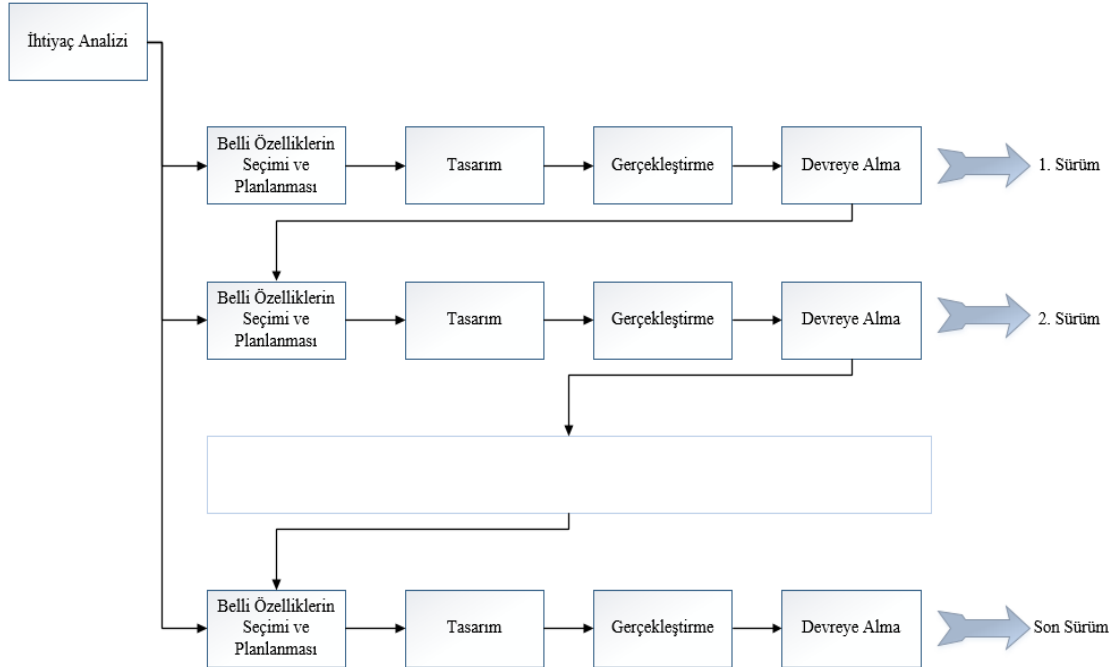 İhtiyaç Analizi
Belli Özelliklerin
Seçimi ve
Planlanması
Tasarım
Gerçekleştirme
Devreye Alma
1. Sürüm
Belli Özelliklerin
Seçimi ve
Planlanması
Tasarım
Gerçekleştirme
Devreye Alma
2. Sürüm
Belli Özelliklerin
Seçimi ve
Planlanması
Tasarım
Gerçekleştirme
Devreye Alma
Son Sürüm